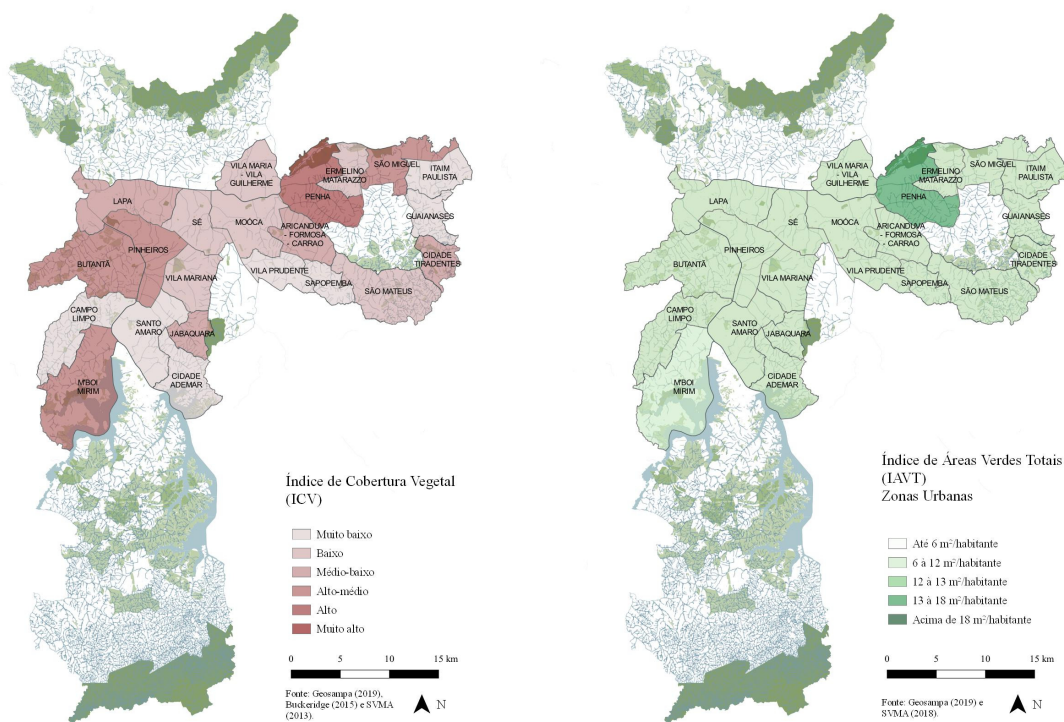 VILA MARIA
- VILA
GUILHERME
ERMELINO
MATARAZZO
SÃO MIGUEL
ITAIM
PAULISTA
PENHA
LAPA
SÉ
MOÓCA
GUAIANASES
ARICANDUVA -
FORMOSA
- CARRAO
CIDADE
TIRADENTES
PINHEIROS
BUTANTÃ
VILA MARIANA
VILA PRUDENTE
SAPOPEMBA
SÃO MATEUS
CAMPO
LIMPO
SANTO
AMARO
JABAQUARA
CIDADE
ADEMAR
M'BOI
MIRIM
Índice de Cobertura Vegetal
(ICV)
Muito baixo
Baixo
Médio-baixo
Alto-médio
Alto
Muito alto
0 5 10 15 km
Fonte: Geosampa (2019),
Buckeridge (2015) e SVMA
(2013).
N
VILA MARIA
- VILA
GUILHERME
ERMELINO
MATARAZZO
SÃO MIGUEL
ITAIM
PAULISTA
PENHA
LAPA
SÉ
MOÓCA
GUAIANASES
ARICANDUVA -
FORMOSA
- CARRAO
CIDADE
TIRADENTES
PINHEIROS
BUTANTÃ
VILA MARIANA
VILA PRUDENTE
SAPOPEMBA
SÃO MATEUS
CAMPO
LIMPO
SANTO
AMARO
JABAQUARA
CIDADE
ADEMAR
M'BOI
MIRIM
Índice de Áreas Verdes Totais
(IAVT)
Zonas Urbanas
Até 6 m²/habitante
6 à 12 m²/habitante
12 à 13 m²/habitante
13 à 18 m²/habitante
Acima de 18 m²/habitante
0 5 10 15 km
Fonte: Geosampa (2019) e
SVMA (2018).
N